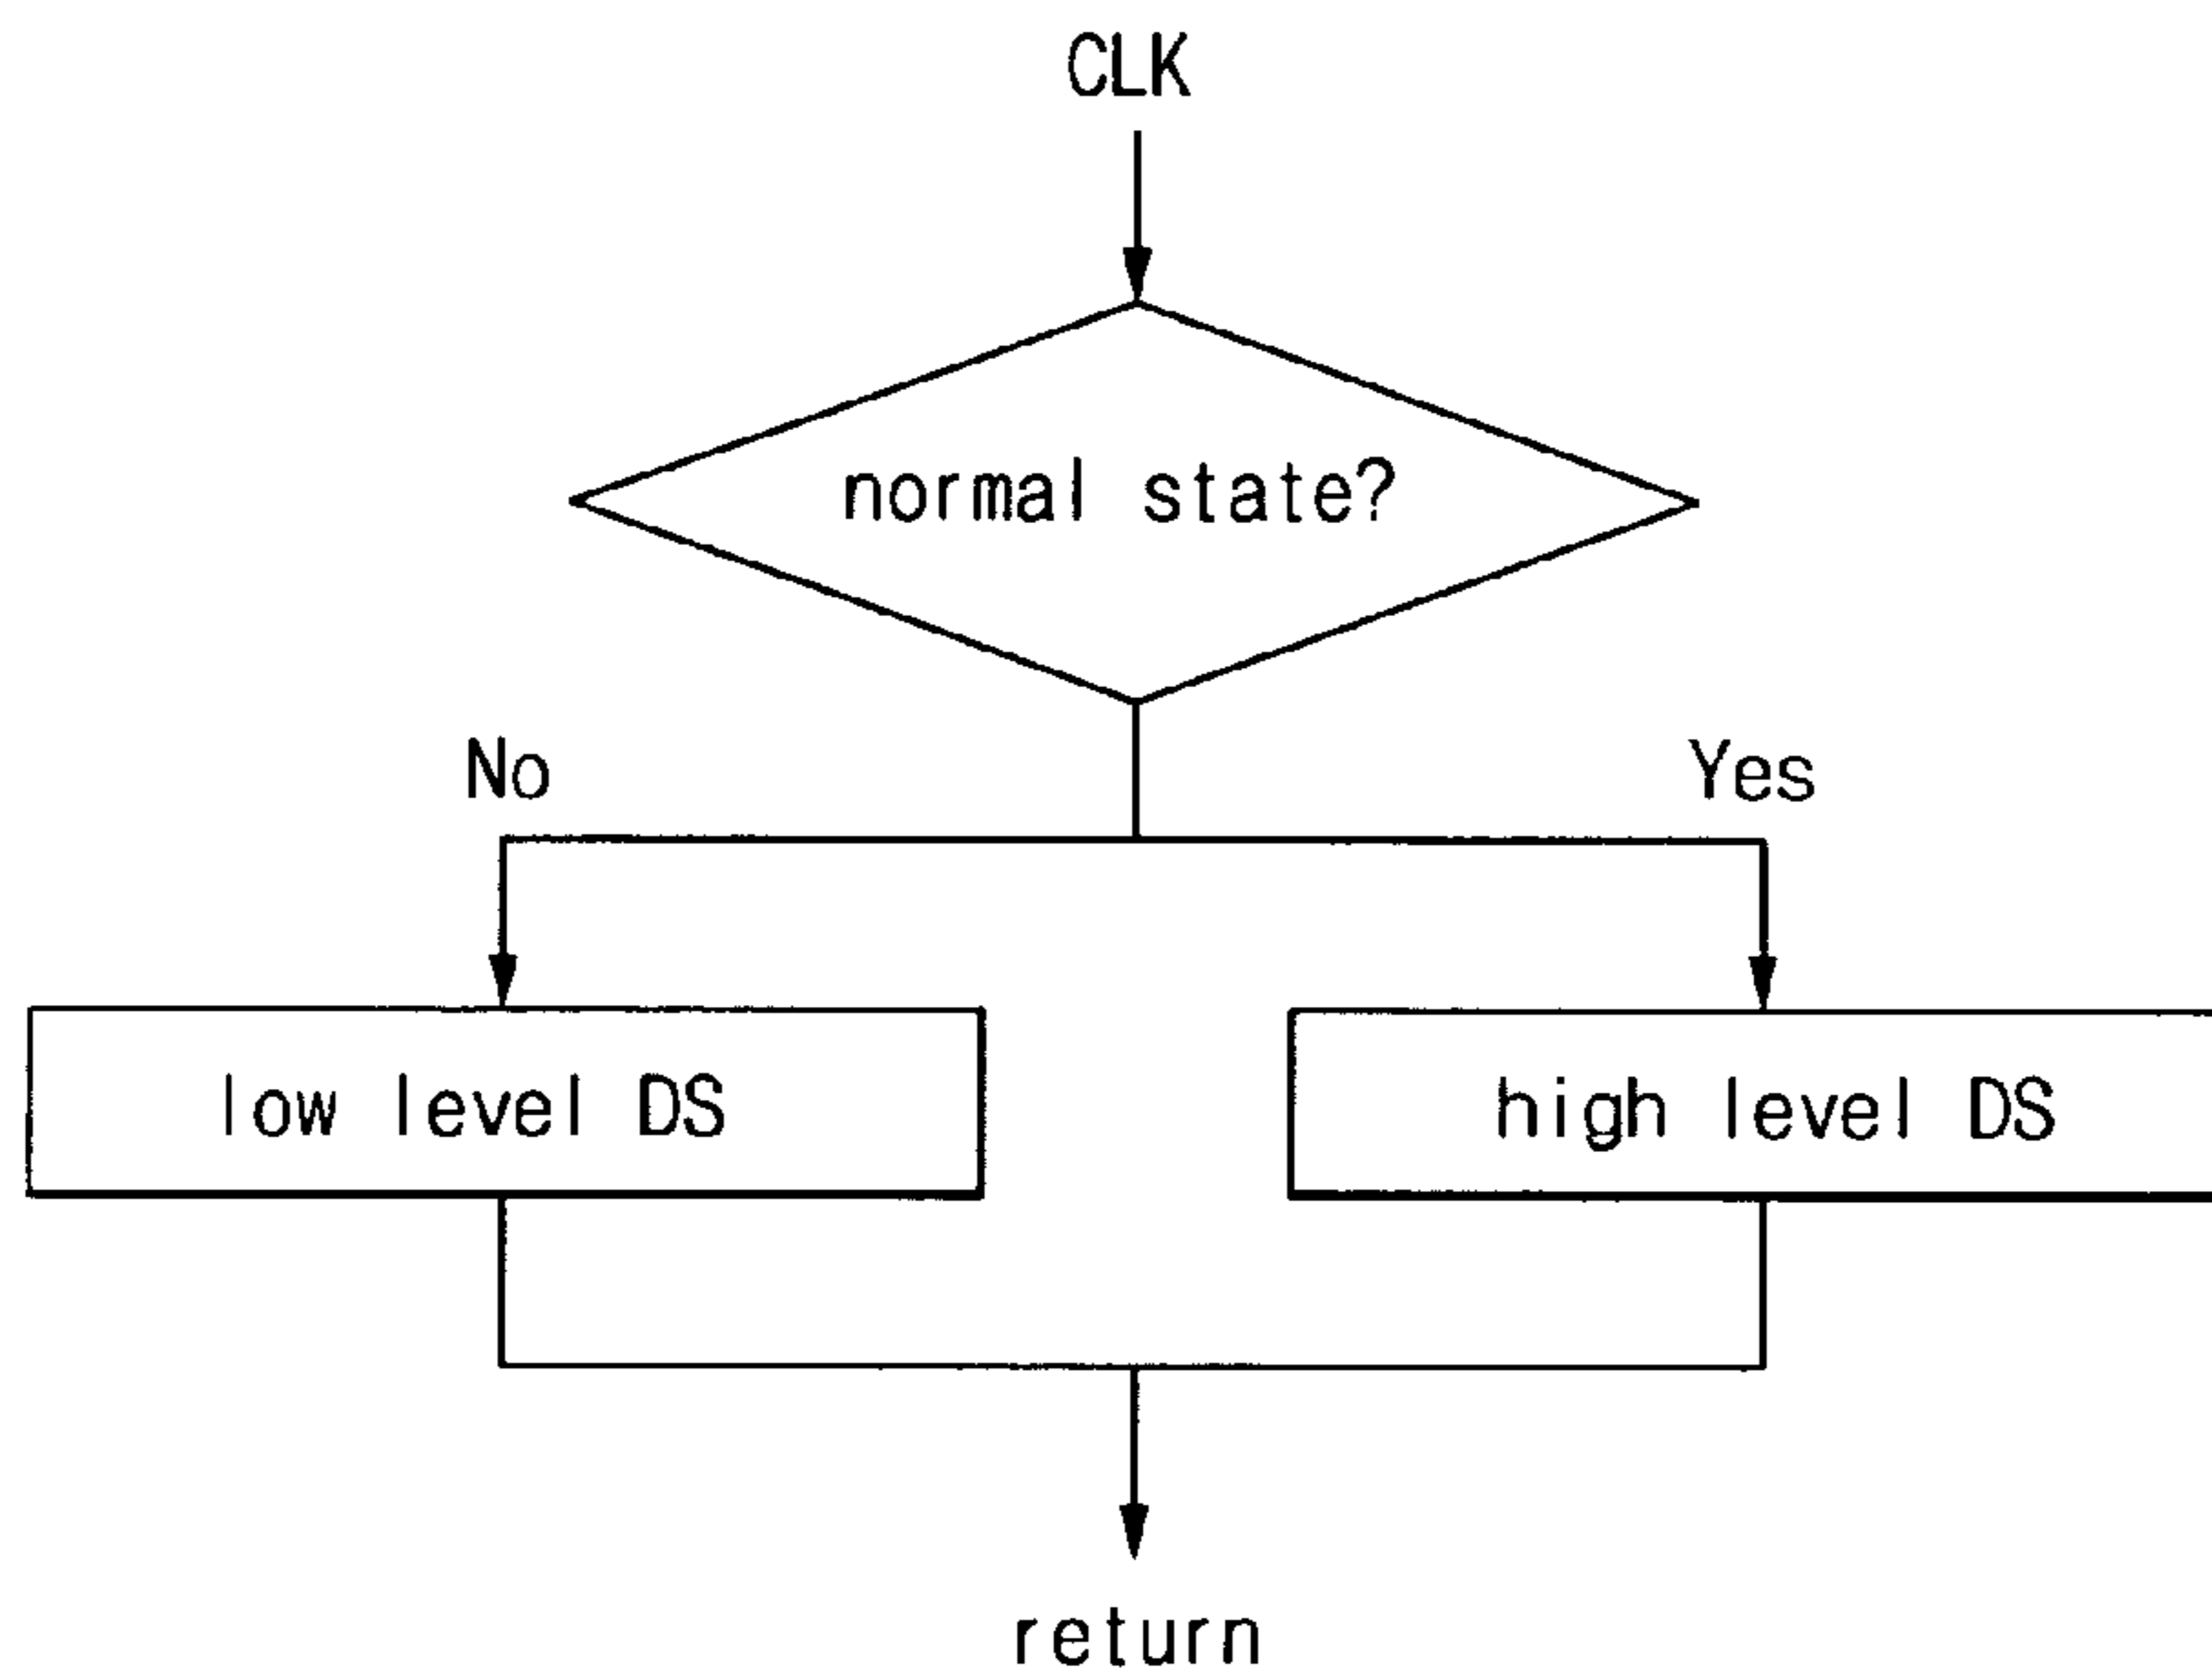 CLK
normal state?
No
Yes
low level DS
high level DS
return